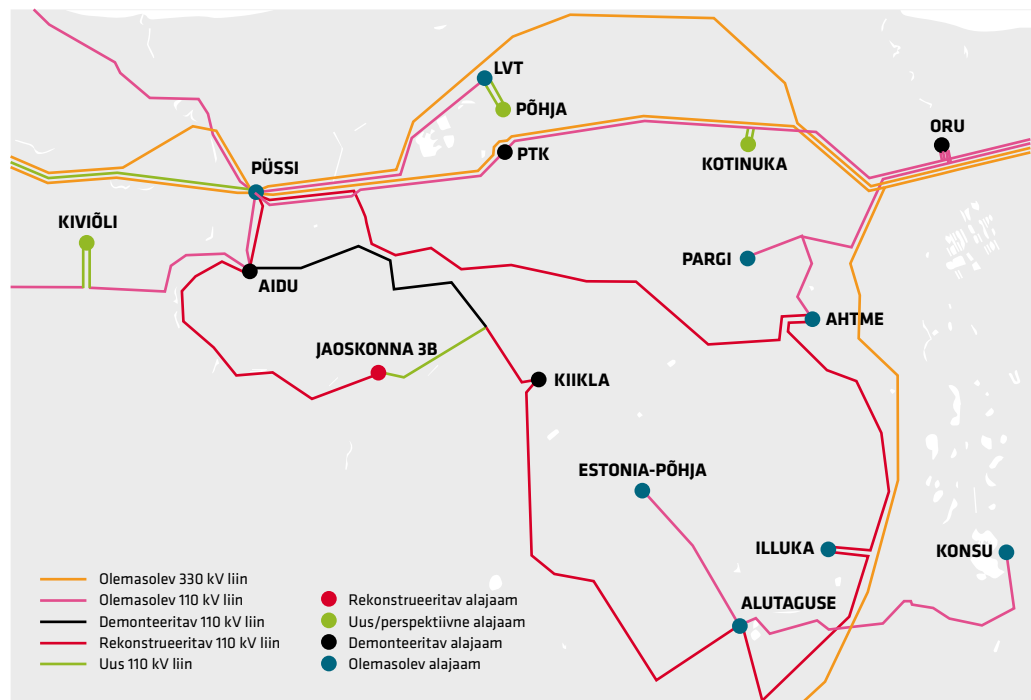 LVT
PÕHJA
ORU
PTK
KOTINUKA
PÜSSI
KIVIÕLI
PARGI
AIDU
AHTME
JAOSKONNA 3B
KIIKLA
ESTONIA-PÕHJA
ILLUKA
KONSU
ALUTAGUSE
Olemasolev 330 kV liin
Olemasolev 110 kV liin
Demonteeritav 110 kV liin
Rekonstrueeritav 110 kV liin
Uus 110 kV liin
Rekonstrueeritav alajaam
Uus/perspektiivne alajaam
Demonteeritav alajaam
Olemasolev alajaam